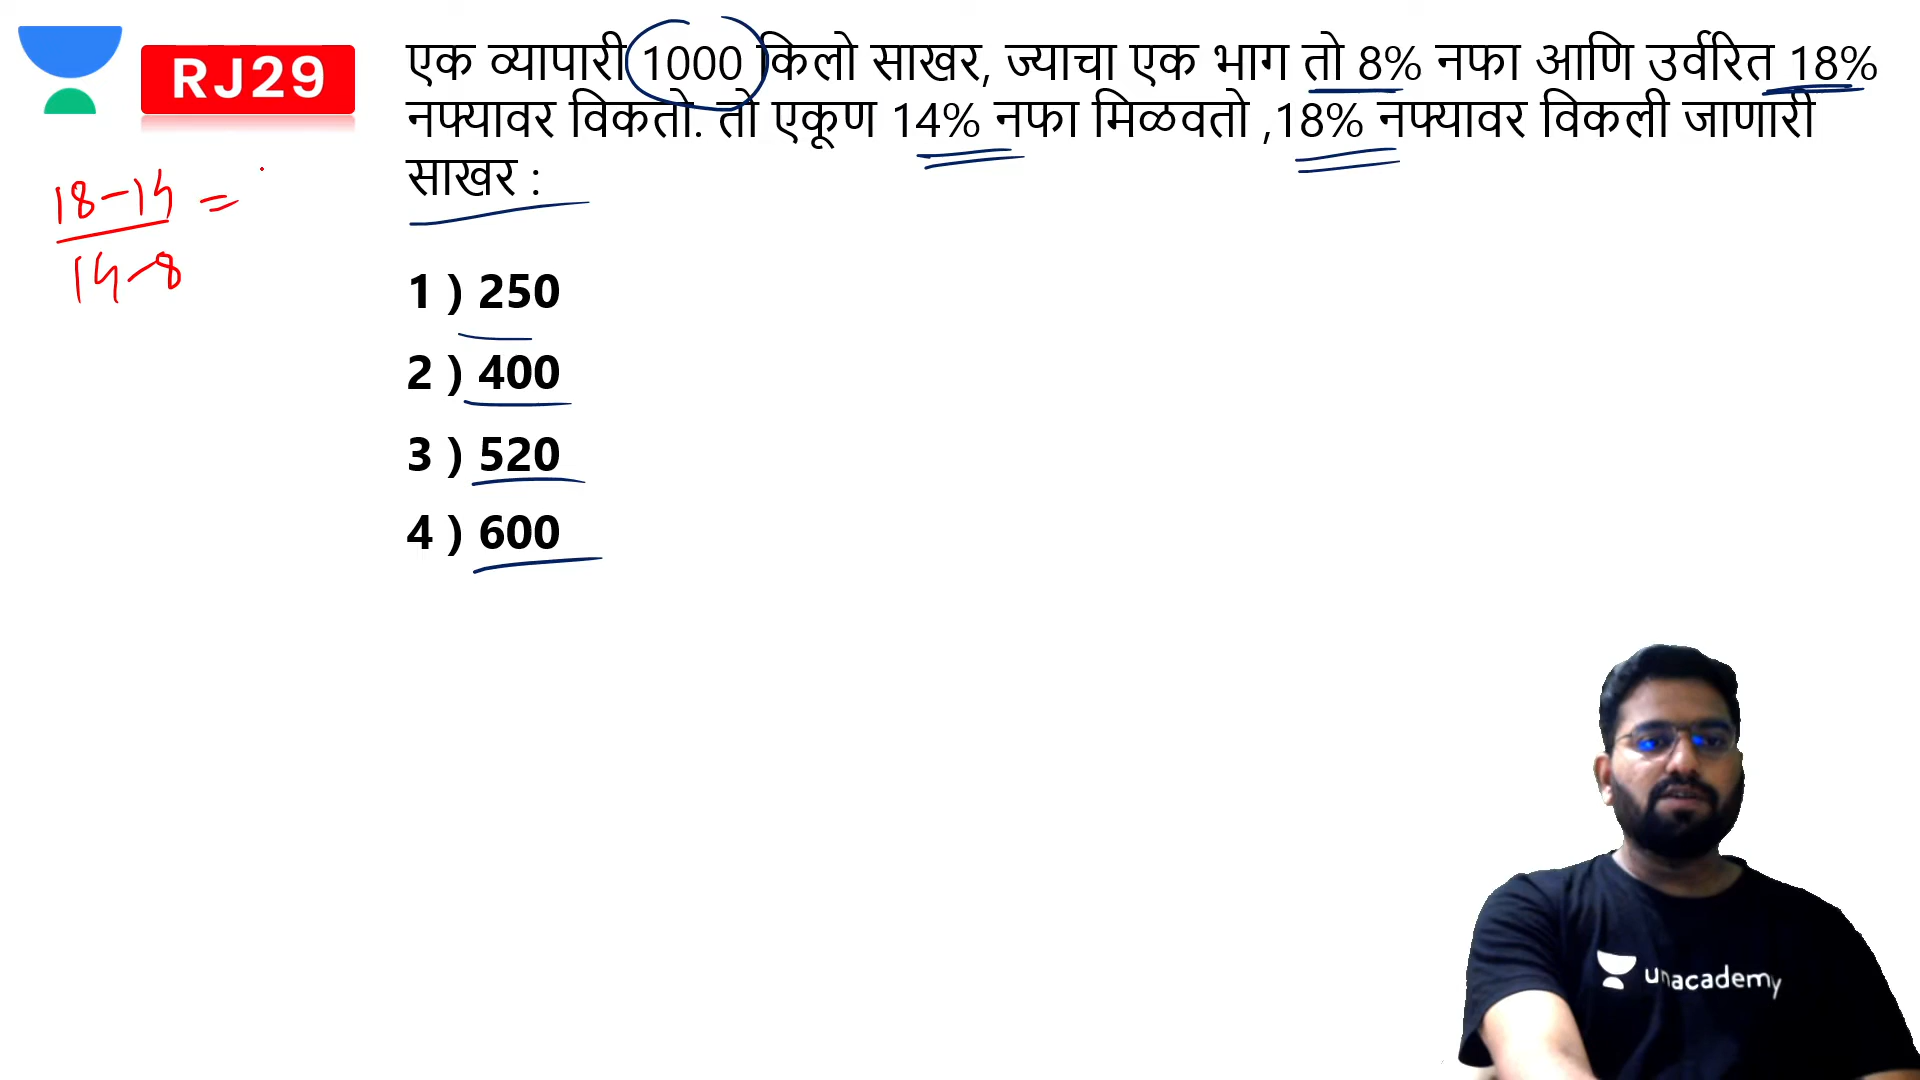 RJ29
एक व्यापारी 1000 किलो साखर, ज्याचा एक भाग तो 8% नफा आणि उर्वरित 18%
नफ्यावर विकतो. तो एकूण 14% नफा मिळवतो ,18% नफ्यावर विकली जाणारी
साखर :
18-14 =
14-8
1 ) 250
2 ) 400
3 ) 520
4 ) 600
unacademy